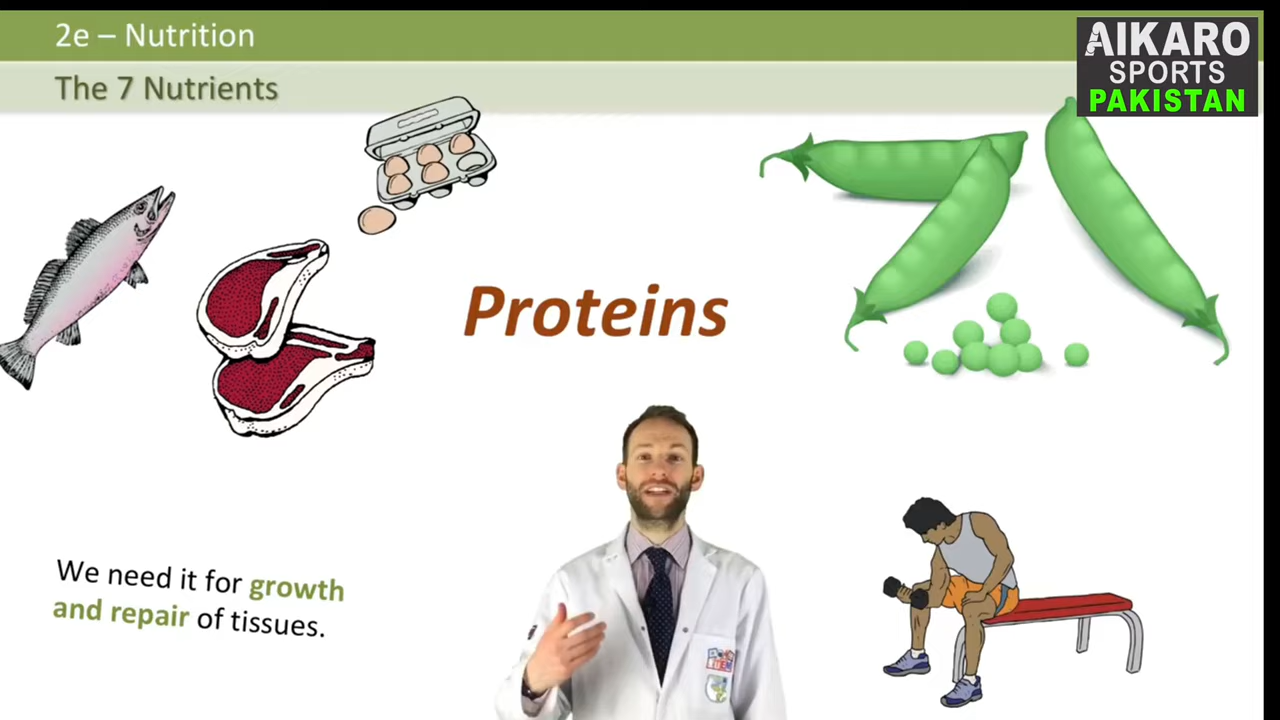 2e – Nutrition
The 7 Nutrients
AIKARO
SPORTS
PAKISTAN
Proteins
We need it for growth
and repair of tissues.